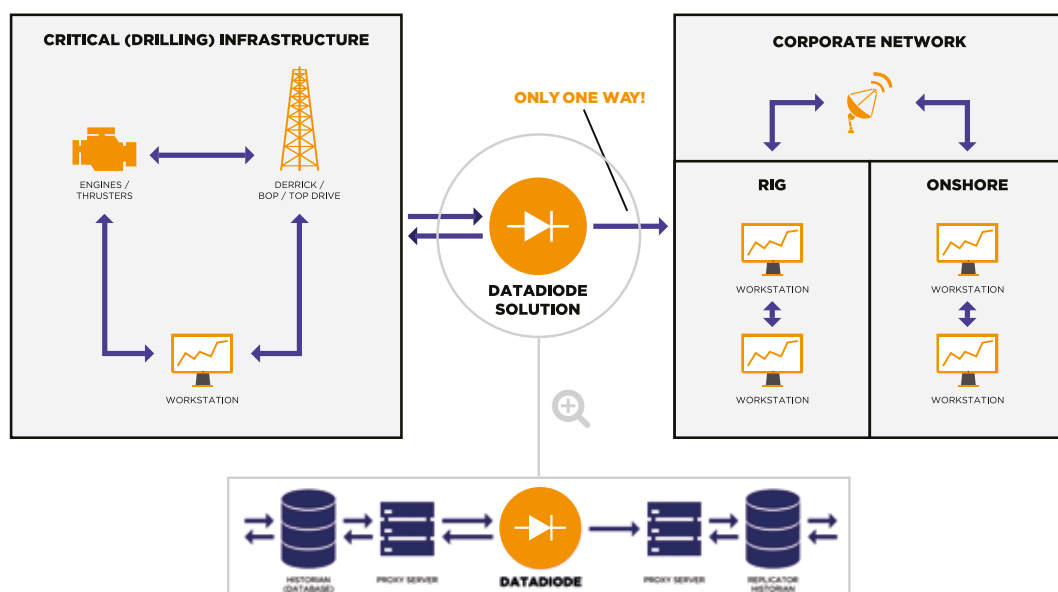 CRITICAL (DRILLING) INFRASTRUCTURE
ENGINES /
THRUSTERS
DERRICK /
BOP / TOP DRIVE
WORKSTATION
ONLY ONE WAY!
DATADIODE
SOLUTION
CORPORATE NETWORK
RIG
WORKSTATION
WORKSTATION
ONSHORE
WORKSTATION
WORKSTATION
HISTORIAN
(DATABASE)
PROXY SERVER
DATADIODE
PROXY SERVER
REPLICATOR
HISTORIAN